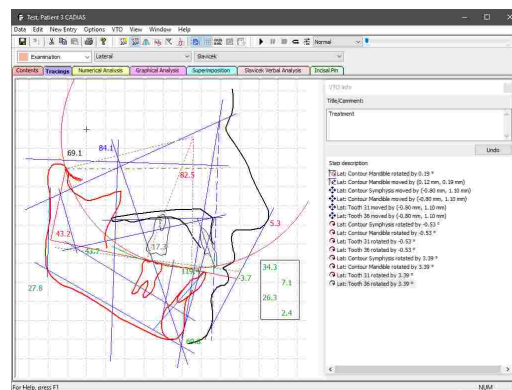 Test, Patient 3 CADIAS
Date Edit New Entry Options VTO View Window Help
Normal
Examination Lateral Slavicek
Contents Tracings Numerical Analysis Graphical Analysis Superimposition Slavicek Verbal Analysis Incisal Pin
VTO Info
Title/Comment:
Treatment
Undo
Step description
Lat: Contour Mandible rotated by 0.19 °
Lat: Contour Mandible moved by (0.12 mm, 0.19 mm)
Lat: Contour Symphysis moved by (-0.80 mm, 1.10 mm)
Lat: Contour Mandible moved by (-0.80 mm, 1.10 mm)
Lat: Tooth 31 moved by (-0.80 mm, 1.10 mm)
Lat: Tooth 36 moved by (-0.80 mm, 1.10 mm)
Lat: Contour Symphysis rotated by -0.53 °
Lat: Contour Mandible rotated by -0.53 °
Lat: Tooth 31 rotated by -0.53 °
Lat: Tooth 36 rotated by -0.53 °
Lat: Contour Symphysis rotated by 3.39 °
Lat: Contour Mandible rotated by 3.39 °
Lat: Tooth 31 rotated by 3.39 °
Lat: Tooth 36 rotated by 3.39 °
84.1
69.1
82.5
5.3
43.2
17.3
34.3
-3.7
7.1
27.8
26.3
2.4
For Help, press F1
NUM